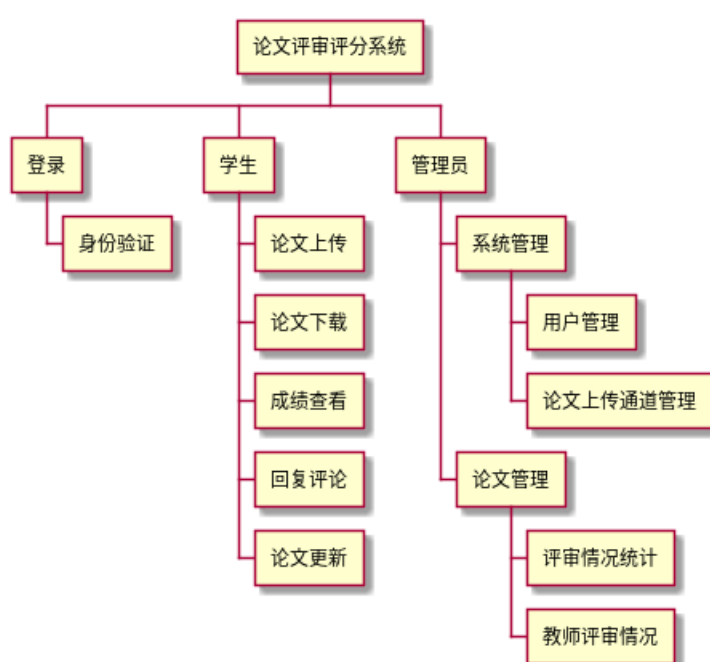 论文评审评分系统
登录
学生
管理员
身份验证
论文上传
系统管理
论文下载
用户管理
成绩查看
论文上传通道管理
回复评论
论文管理
论文更新
评审情况统计
教师评审情况